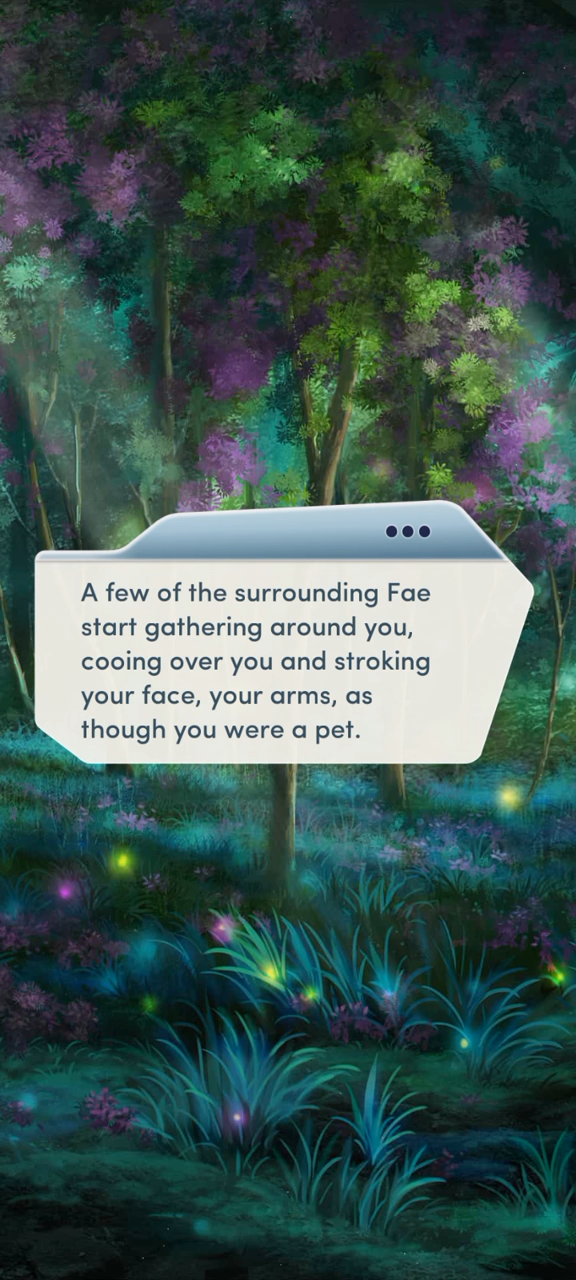 A few of the surrounding Fae
start gathering around you,
cooing over you and stroking
your face, your arms, as
though you were a pet.